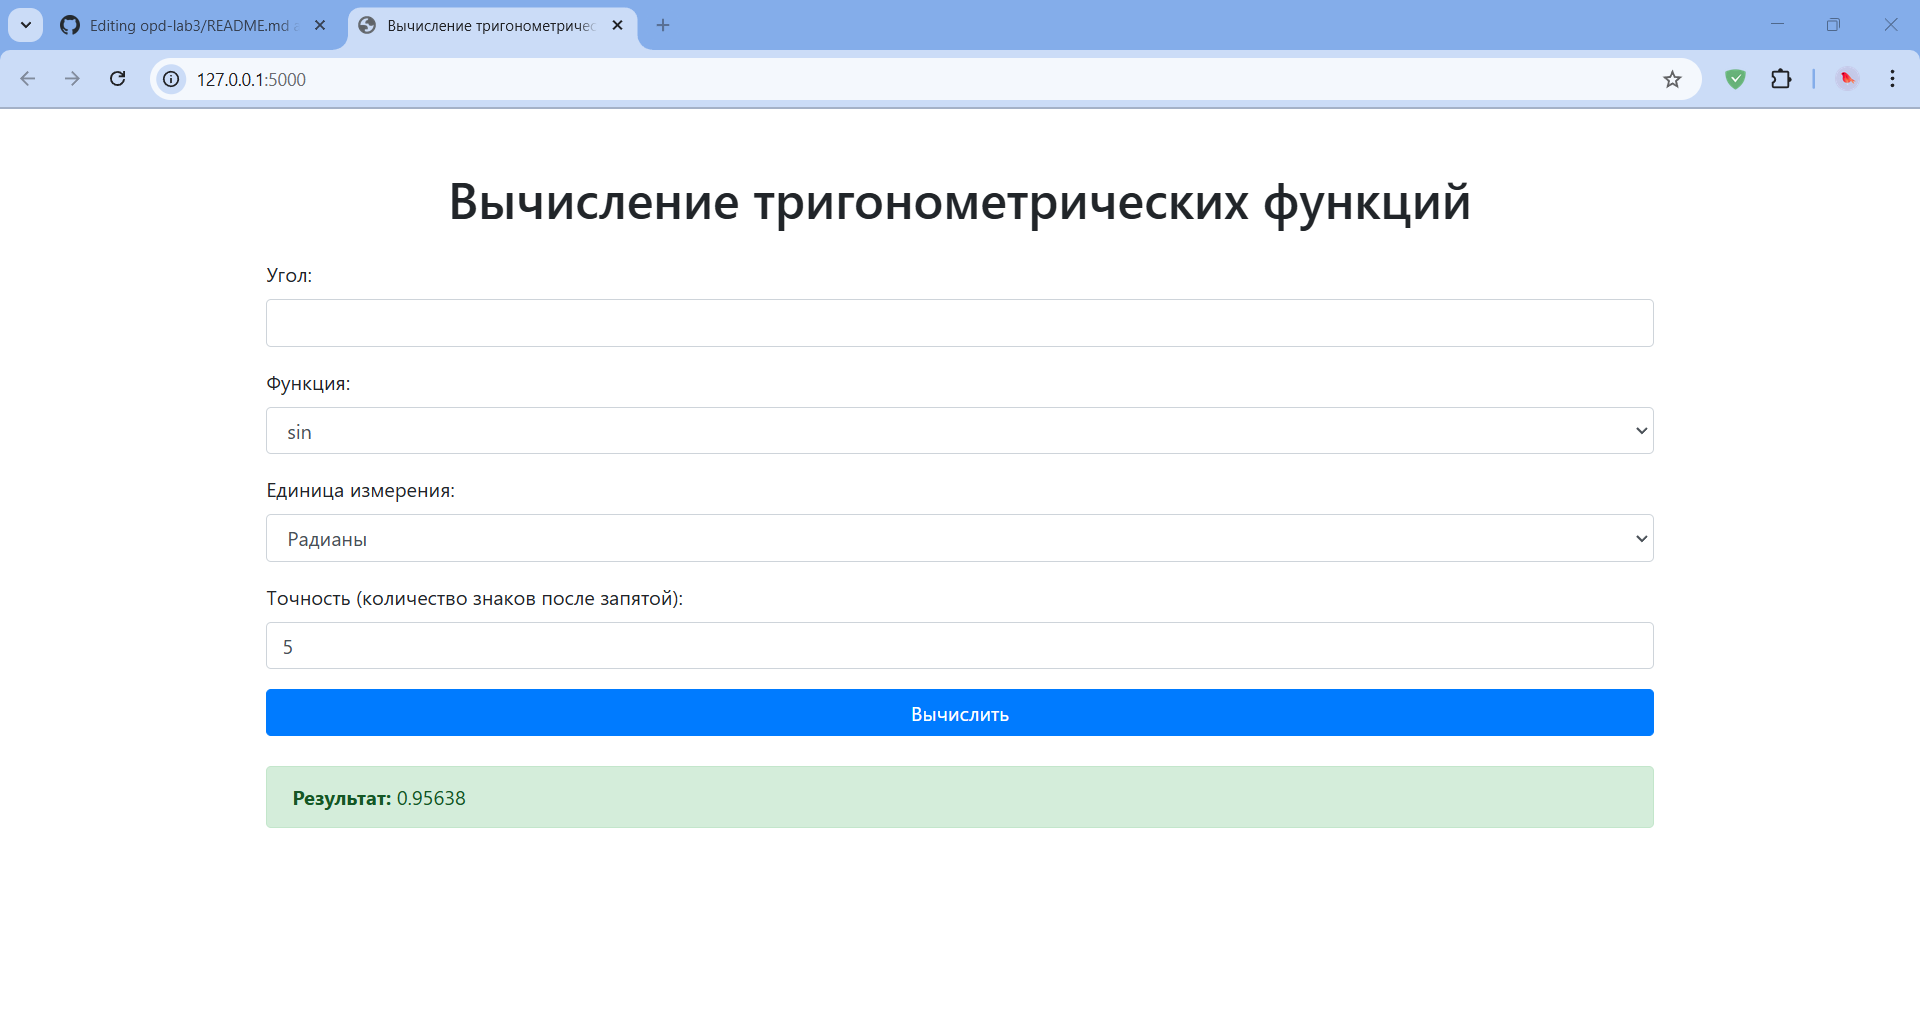 Editing opd-lab3/README.md a
Вычисление тригонометричес
127.0.0.1:5000
Вычисление тригонометрических функций
Угол:
Функция:
sin
Единица измерения:
Радианы
Точность (количество знаков после запятой):
5
Вычислить
Результат: 0.95638